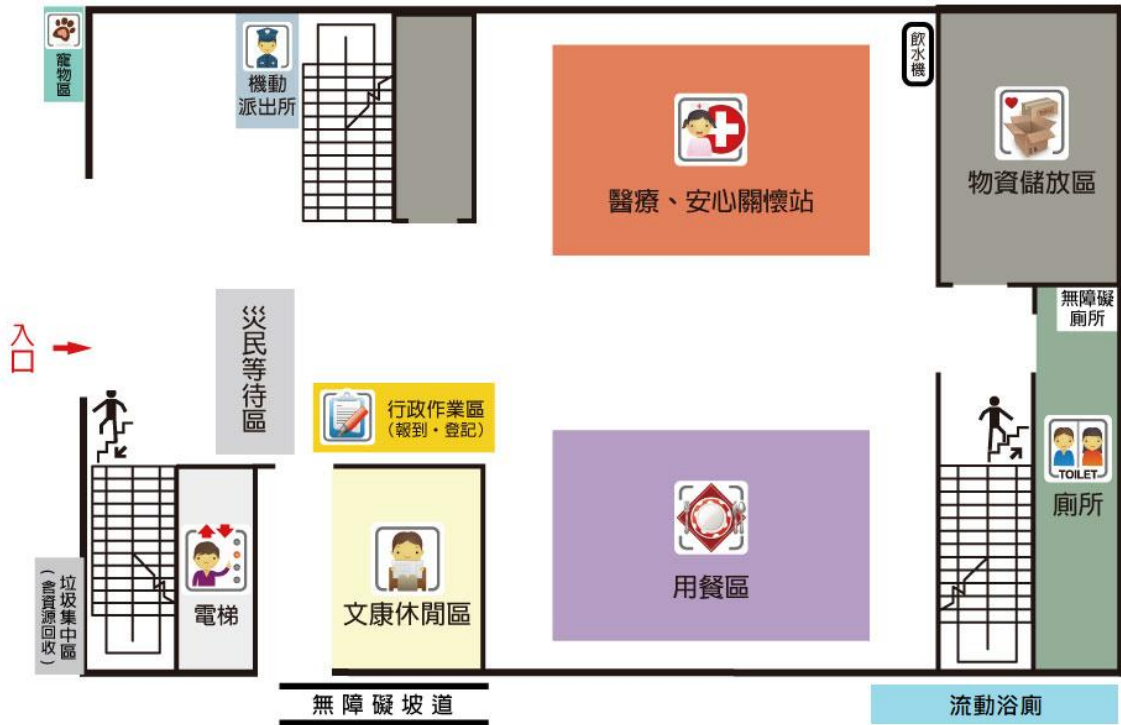 寵物區
機動
派出所
飲水機
物資儲放區
醫療、安心關懷站
災民等待區
入口
無障礙
廁所
行政作業區
(報到・登記)
TOILET
廁所
用餐區
文康休閒區
電梯
垃圾集中區
(含資源回收)
無障礙坡道
流動浴廁